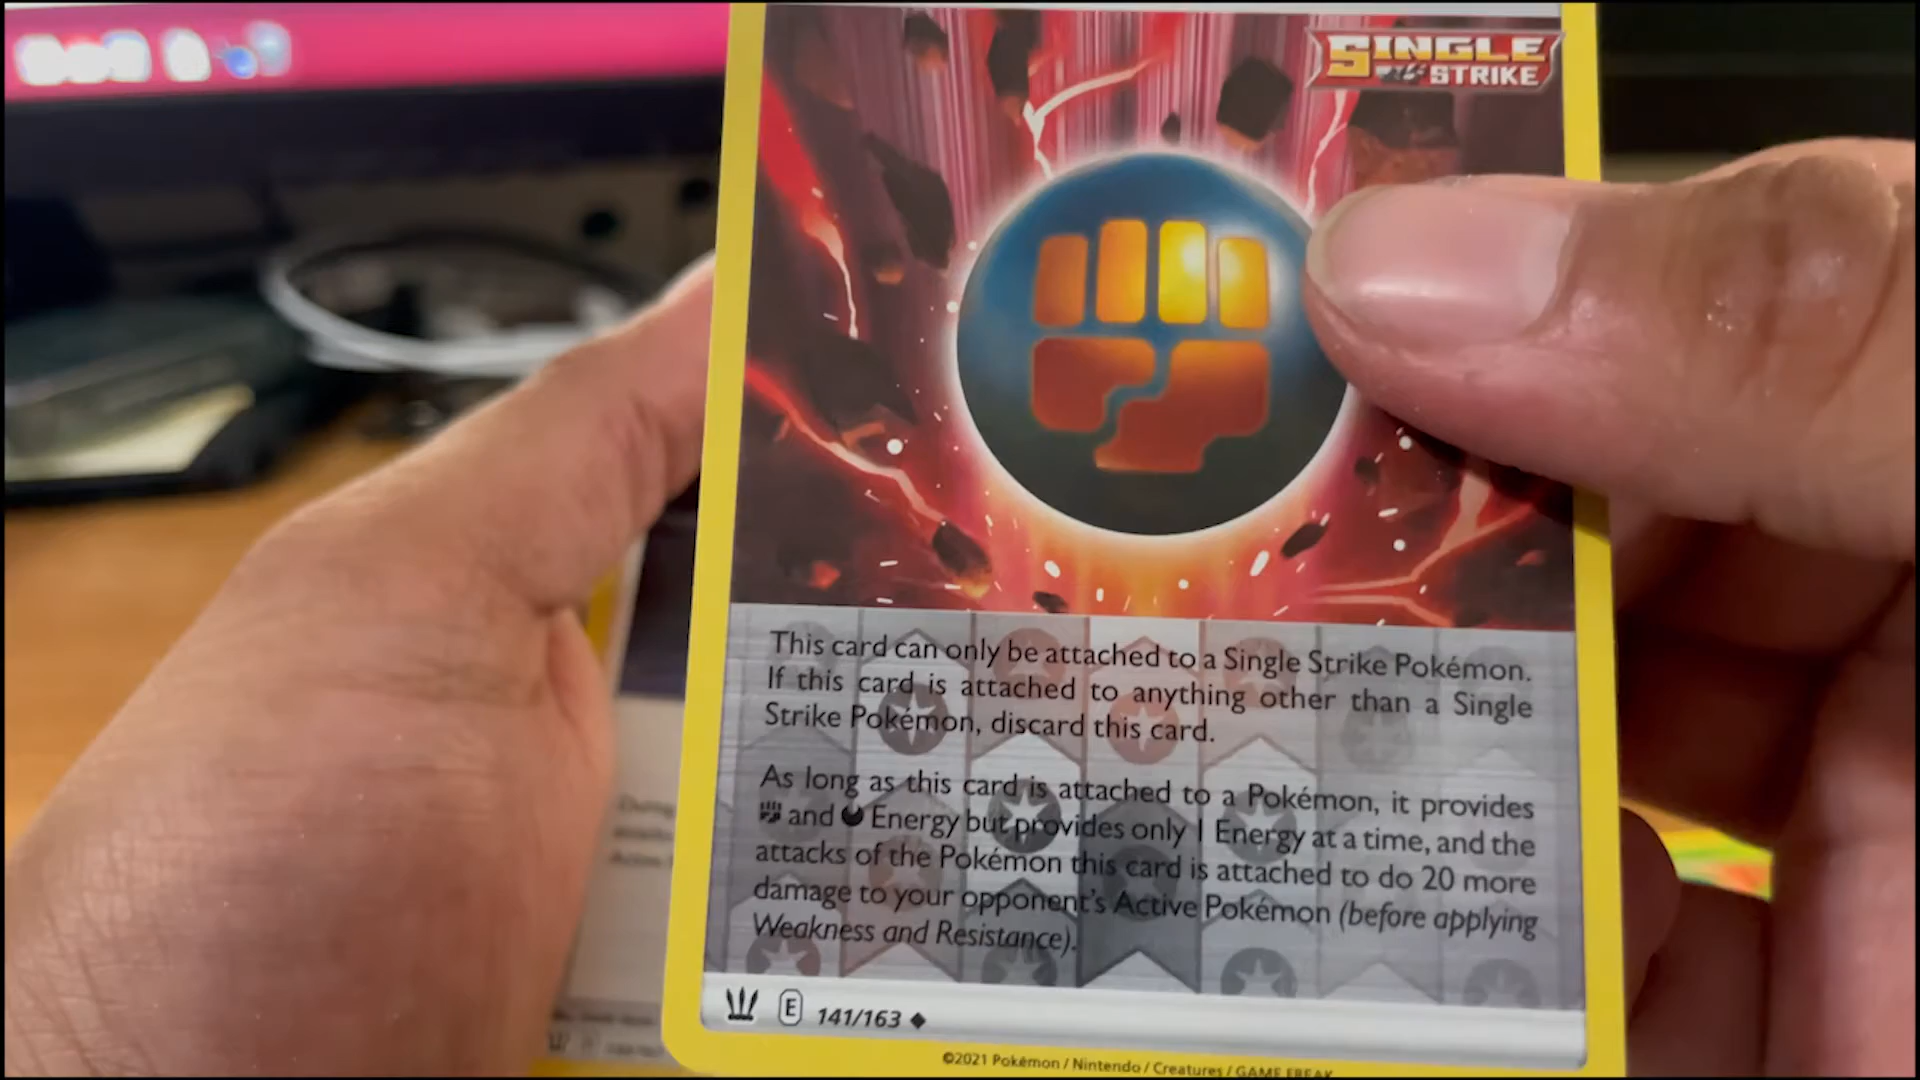 SINGLE
STRIKE
This card can only be attached to a Single Strike Pokémon.
If this card is attached to anything other than a Single
Strike Pokémon, discard this card.
As long as this card is attached to a Pokémon, it provides
and Energy but provides only 1 Energy at a time, and the
attacks of the Pokémon this card is attached to do 20 more
damage to your opponent's Active Pokémon (before applying
Weakness and Resistance).
E 141/163
©2021 Pokémon / Nintendo / Creatures / GAME FREAK